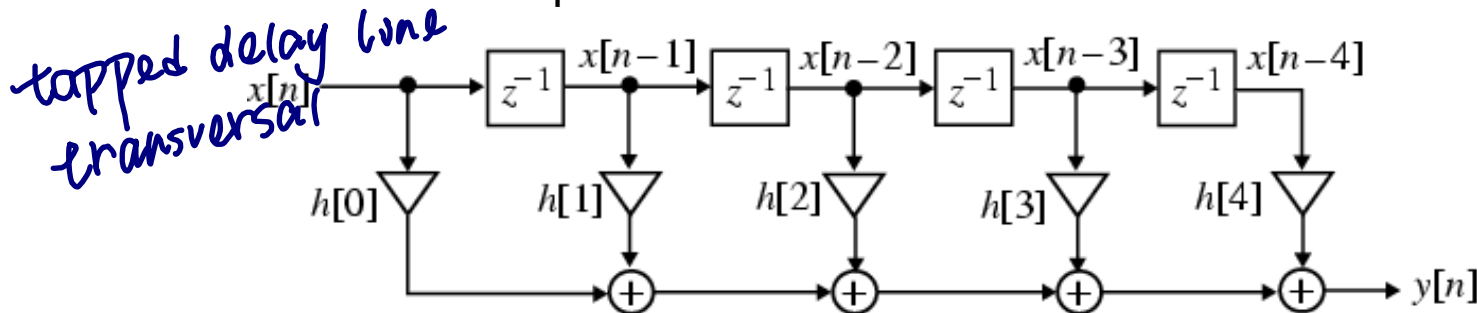 tapped delay line
transversal
x[n] z⁻¹ x[n−1] z⁻¹ x[n−2] z⁻¹ x[n−3] z⁻¹ x[n−4]
h[0] h[1] h[2] h[3] h[4]
+ + + + y[n]